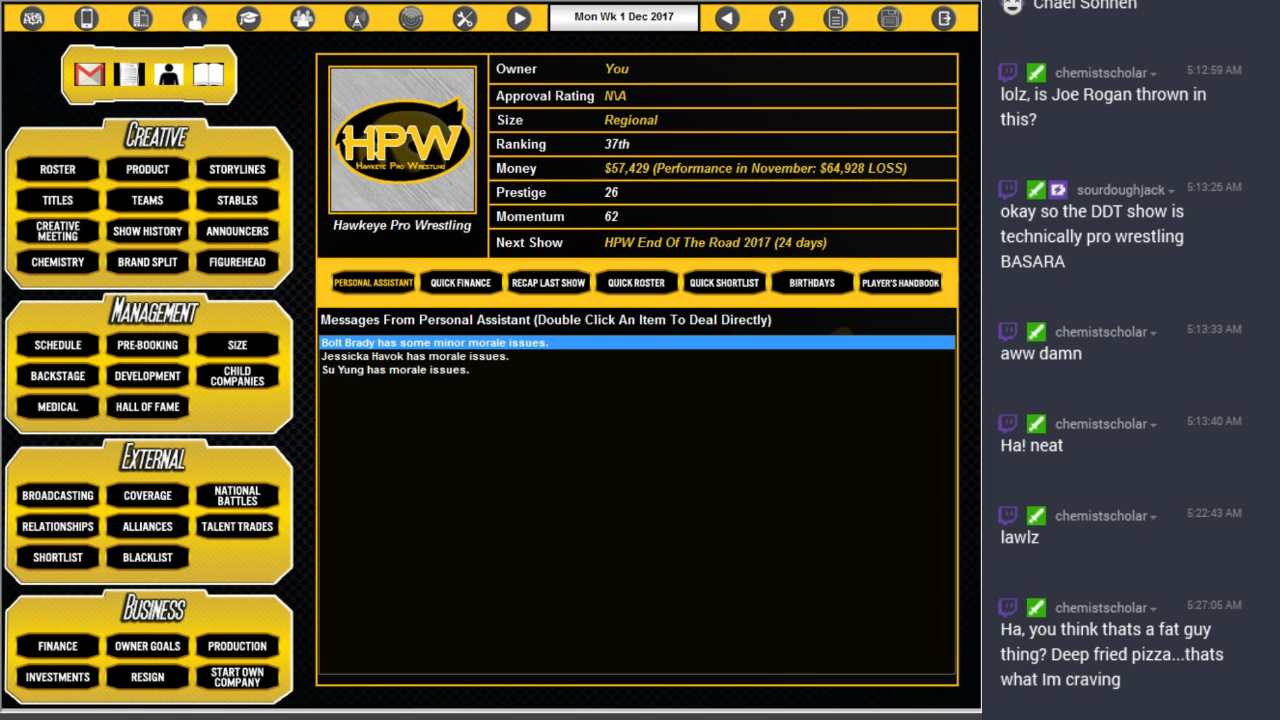 Mon Wk 1 Dec 2017
CREATIVE
ROSTER
PRODUCT
STORYLINES
TITLES
TEAMS
STABLES
CREATIVE
MEETING
SHOW HISTORY
ANNOUNCERS
CHEMISTRY
BRAND SPLIT
FIGUREHEAD
MANAGEMENT
SCHEDULE
PRE-BOOKING
SIZE
BACKSTAGE
DEVELOPMENT
CHILD
COMPANIES
MEDICAL
HALL OF FAME
EXTERNAL
BROADCASTING
COVERAGE
NATIONAL
BATTLES
RELATIONSHIPS
ALLIANCES
TALENT TRADES
SHORTLIST
BLACKLIST
BUSINESS
FINANCE
OWNER GOALS
PRODUCTION
INVESTMENTS
RESIGN
START OWN
COMPANY
HPW
HAWKEYE PRO WRESTLING
Hawkeye Pro Wrestling
Owner You
Approval Rating N\A
Size Regional
Ranking 37th
Money $57,429 (Performance in November: $64,928 LOSS)
Prestige 26
Momentum 62
Next Show HPW End Of The Road 2017 (24 days)
PERSONAL ASSISTANT
QUICK FINANCE
RECAP LAST SHOW
QUICK ROSTER
QUICK SHORTLIST
BIRTHDAYS
PLAYER'S HANDBOOK
Messages From Personal Assistant (Double Click An Item To Deal Directly)
Bolt Brady has some minor morale issues.
Jessicka Havok has morale issues.
Su Yung has morale issues.
Chael Sonnen
chemistscholar 5:12:59 AM
lolz, is Joe Rogan thrown in
this?
sourdoughjack 5:13:26 AM
okay so the DDT show is
technically pro wrestling
BASARA
chemistscholar 5:13:33 AM
aww damn
chemistscholar 5:13:40 AM
Ha! neat
chemistscholar 5:22:43 AM
lawlz
chemistscholar 5:27:05 AM
Ha, you think thats a fat guy
thing? Deep fried pizza...thats
what Im craving